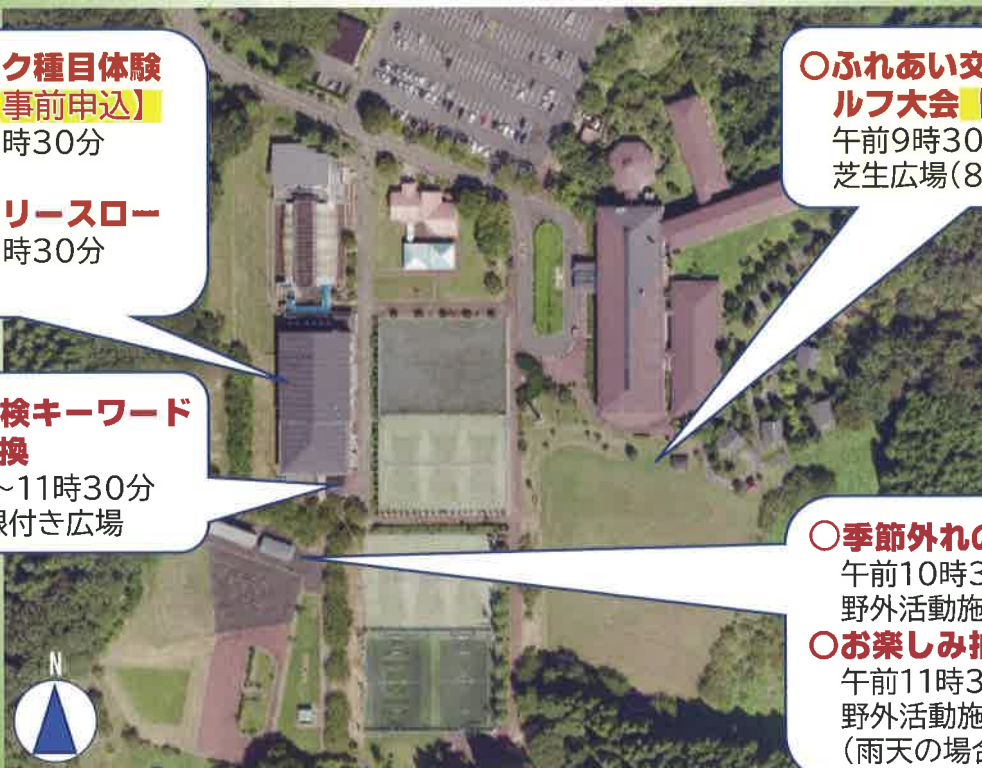 ク種目体験
事前申込】
時30分
リースロー
時30分
検キーワード
換
~11時30分
根付き広場
○ふれあい交
ルフ大会
午前9時30
芝生広場(8
○季節外れの
午前10時3
野外活動施
○お楽しみ抽
午前11時3
野外活動施
(雨天の場合
N